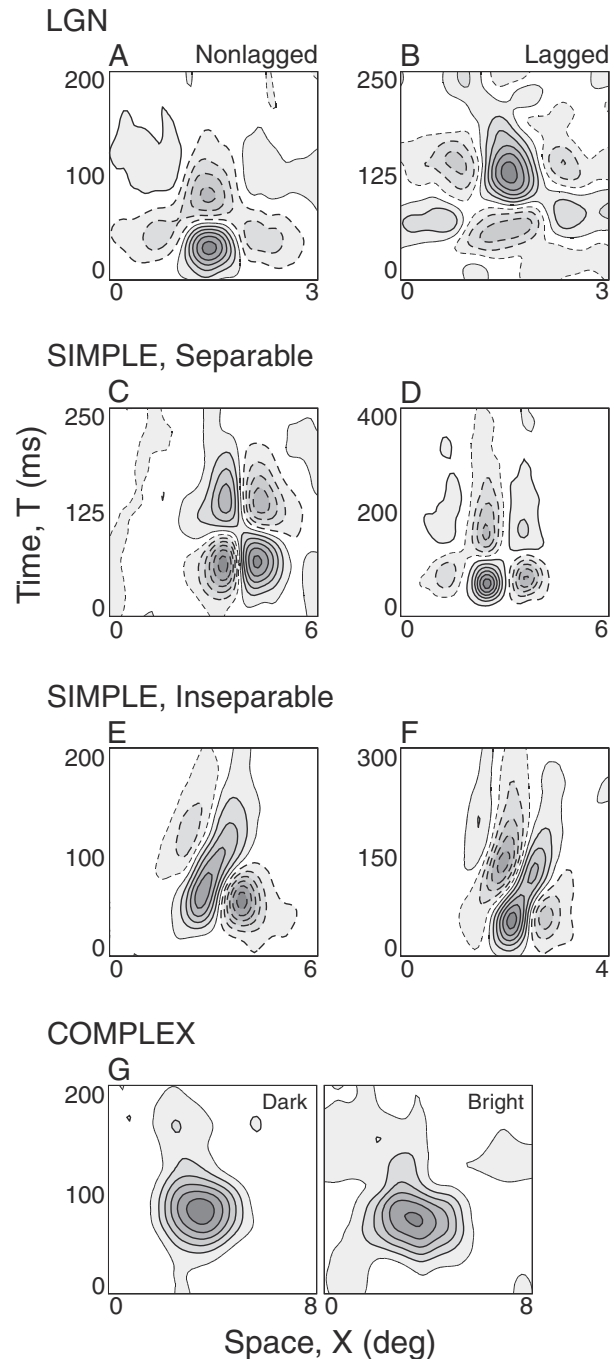 LGN
A Nonlagged
B Lagged
200
100
0
0 3
250
125
0
0 3
SIMPLE, Separable
C
D
250
125
0
0 6
400
200
0
0 6
Time, T (ms)
SIMPLE, Inseparable
E
F
200
100
0
0 6
300
150
0
0 4
COMPLEX
G
Dark
Bright
200
100
0
0 8 0 8
Space, X (deg)